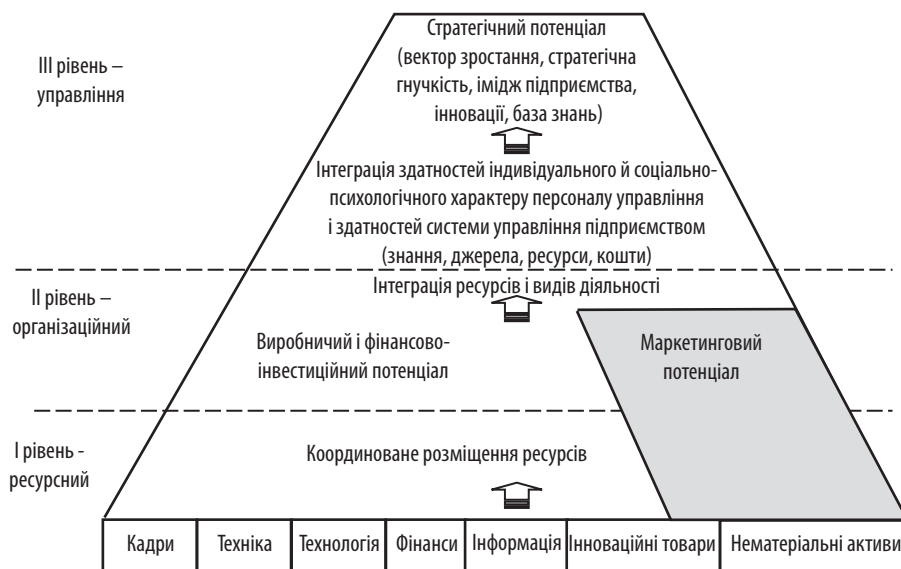 Стратегічний потенціал
(вектор зростання, стратегічна
гнучкість, імідж підприємства,
інновації, база знань)
III рівень –
управління
Інтеграція здатностей індивідуального й соціально-
психологічного характеру персоналу управління
і здатностей системи управління підприємством
(знання, джерела, ресурси, кошти)
Інтеграція ресурсів і видів діяльності
II рівень –
організаційний
Виробничий і фінансово-
інвестиційний потенціал
Маркетинговий
потенціал
I рівень -
ресурсний
Координоване розміщення ресурсів
Кадри
Техніка
Технологія
Фінанси
Інформація
Інноваційні товари
Нематеріальні активи